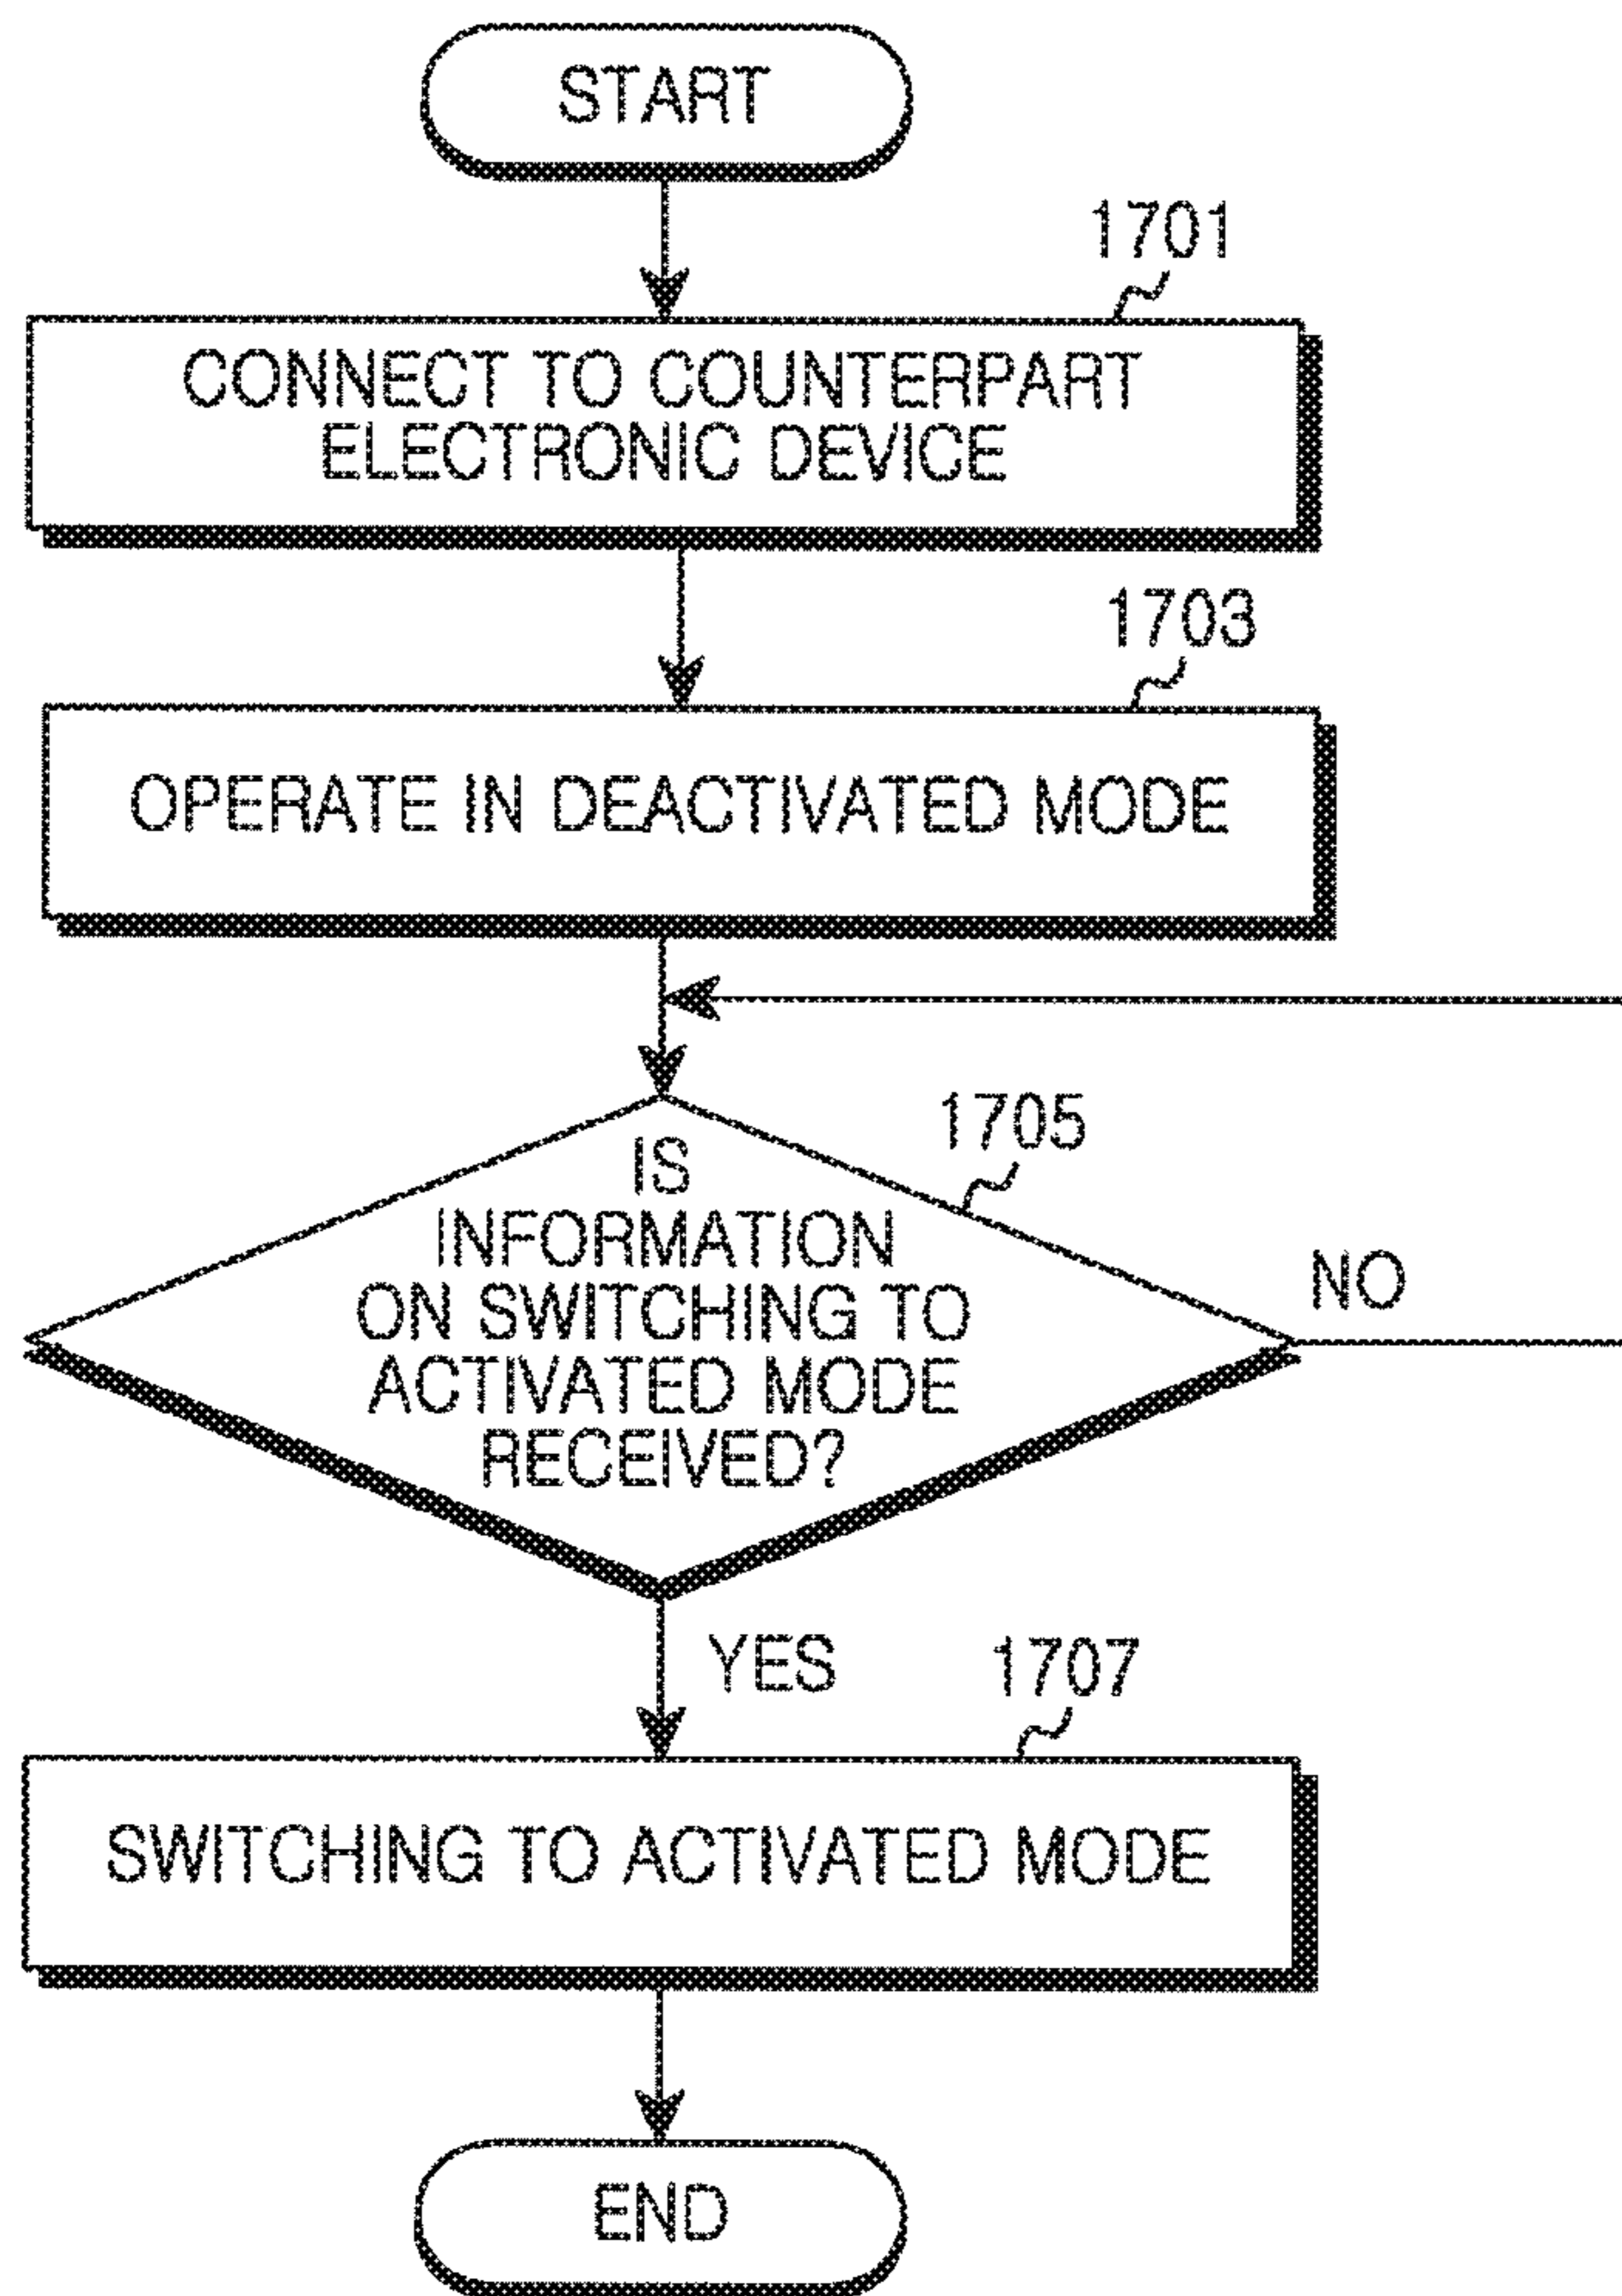 START
1701
CONNECT TO COUNTERPART
ELECTRONIC DEVICE
1703
OPERATE IN DEACTIVATED MODE
1705
IS
INFORMATION
ON SWITCHING TO
ACTIVATED MODE
RECEIVED?
NO
YES
1707
SWITCHING TO ACTIVATED MODE
END